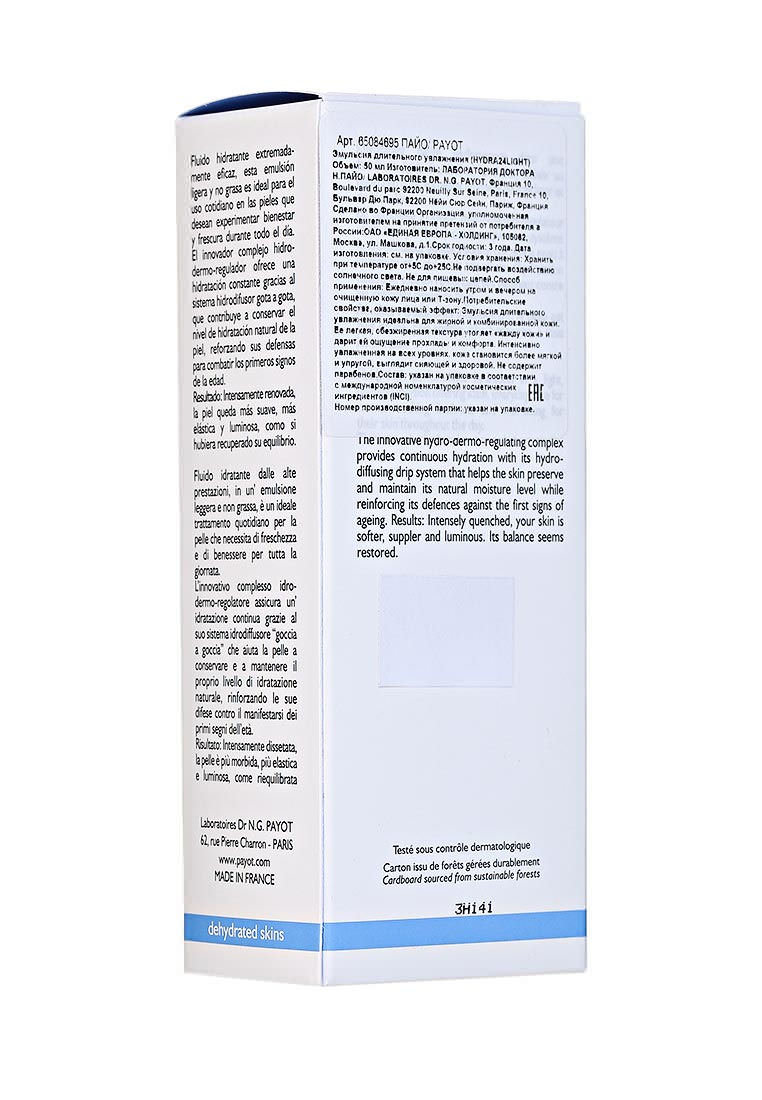 Fluido hidratante extremada-
mente eficaz, esta emulsión
ligera y no grasa es ideal para el
uso cotidiano en las pieles que
desean experimentar bienestar
y frescura durante todo el día.
El innovador complejo hidro-
dermo-regulador ofrece una
hidratación constante gracias al
sistema hidrodifusor gota a gota,
que contribuye a conservar el
nivel de hidratación natural de la
piel, reforzando sus defensas
para combatir los primeros signos
de la edad.
Resultado: Intensamente renovada,
la piel queda más suave, más
elástica y luminosa, como si
hubiera recuperado su equilibrio.
Fluido idratante dalle alte
prestazioni, in un' emulsione
leggera e non grassa, è un ideale
trattamento quotidiano per la
pelle che necessita di freschezza
e di benessere per tutta la
giornata.
L'innovativo complesso idro-
dermo-regolatore assicura un'
idratazione continua grazie al
suo sistema idrodiffusore "goccia
a goccia" che aiuta la pelle a
conservare e a mantenere il
proprio livello di idratazione
naturale, rinforzando le sue
difese contro il manifestarsi dei
primi segni dell'età.
Risultato: Intensamente dissetata,
la pelle è più morbida, più elastica
e luminosa, come riequilibrata
Laboratoires Dr N.G. PAYOT
62, rue Pierre Charron - PARIS
www.payot.com
MADE IN FRANCE
dehydrated skins
Арт. 65084695 ПАЙО/ PAYOT
Эмульсия длительного увлажнения (HYDRA24LIGHT)
Объем: 50 мл Изготовитель: ЛАБОРАТОРИЯ ДОКТОРА
Н.ПАЙО/ LABORATOIRES DR. N.G. PAYOT. Франция 10,
Boulevard du parc 92200 Neuilly Sur Seine, Paris, France 10,
Бульвар Дю Парк, 92200 Нёйи Сюр Сейн, Париж, Франция
Сделано во Франции Организация, уполномоченная
изготовителем на принятие претензий от потребителя в
России:ОАО «ЕДИНАЯ ЕВРОПА - ХОЛДИНГ», 105082,
Москва, ул. Машкова, д.1.Срок годности: 3 года. Дата
изготовления: см. на упаковке. Условия хранения: Хранить
при температуре от+5С до+25С.Не подвергать воздействию
солнечного света. Не для пищевых целей.Способ
применения: Ежедневно наносить утром и вечером на
очищенную кожу лица или Т-зону.Потребительские
свойства, оказываемый эффект: Эмульсия длительного
увлажнения идеальна для жирной и комбинированной кожи.
Ее легкая, обезжиренная текстура утоляет «жажду кожи» и
дарит ей ощущение прохлады и комфорта. Интенсивно
увлажненная на всех уровнях, кожа становится более мягкой
и упругой, выглядит сияющей и здоровой. Не содержит
парабенов.Состав: указан на упаковке в соответствии
с международной номенклатурой косметических
ингредиентов (INCI). EAC
Номер производственной партии: указан на упаковке.
their skin throughout the day.
The innovative hydro-dermo-regulating complex
provides continuous hydration with its hydro-
diffusing drip system that helps the skin preserve
and maintain its natural moisture level while
reinforcing its defences against the first signs of
ageing. Results: Intensely quenched, your skin is
softer, suppler and luminous. Its balance seems
restored.
Testé sous contrôle dermatologique
Carton issu de forêts gérées durablement
Cardboard sourced from sustainable forests
3H141